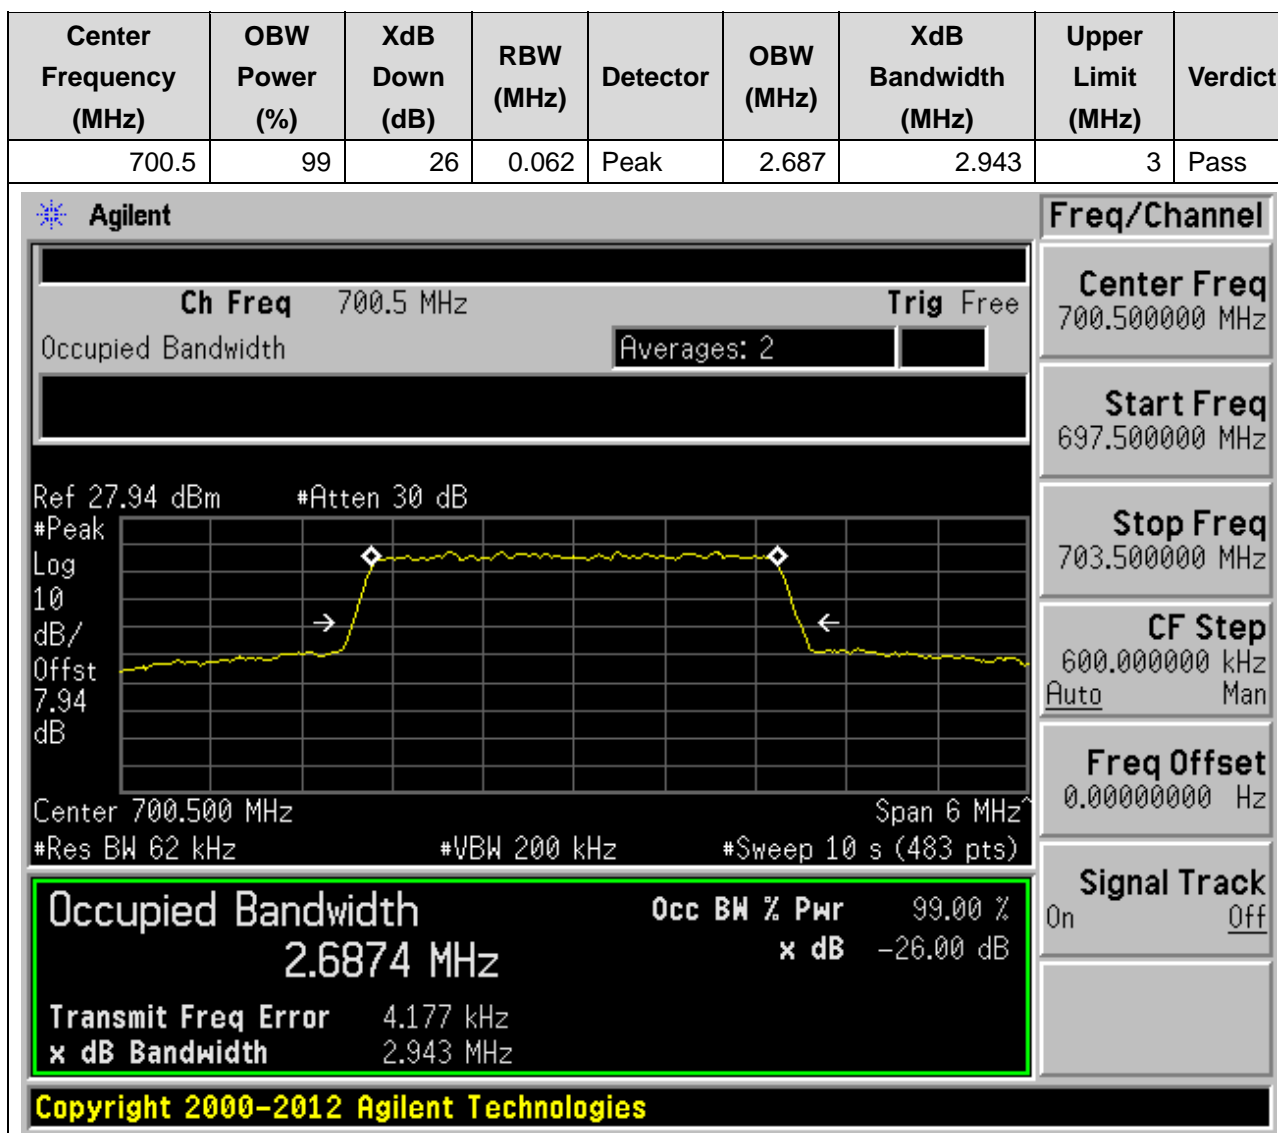 Center Frequency (MHz) OBW Power (%) XdB Down (dB) RBW (MHz) Detector OBW (MHz) XdB Bandwidth (MHz) Upper Limit (MHz) Verdict
700.5 99 26 0.062 Peak 2.687 2.943 3 Pass
Agilent
Ch Freq 700.5 MHz Trig Free
Occupied Bandwidth Averages: 2
Ref 27.94 dBm #Atten 30 dB
#Peak
Log
10
dB/
Offst
7.94
dB
Center 700.500 MHz Span 6 MHz^
#Res BW 62 kHz #VBW 200 kHz #Sweep 10 s (483 pts)
Occupied Bandwidth Occ BW % Pwr 99.00 %
2.6874 MHz x dB -26.00 dB
Transmit Freq Error 4.177 kHz
x dB Bandwidth 2.943 MHz
Copyright 2000-2012 Agilent Technologies
Freq/Channel
Center Freq
700.500000 MHz
Start Freq
697.500000 MHz
Stop Freq
703.500000 MHz
CF Step
600.000000 kHz
Auto Man
Freq Offset
0.00000000 Hz
Signal Track
On Off